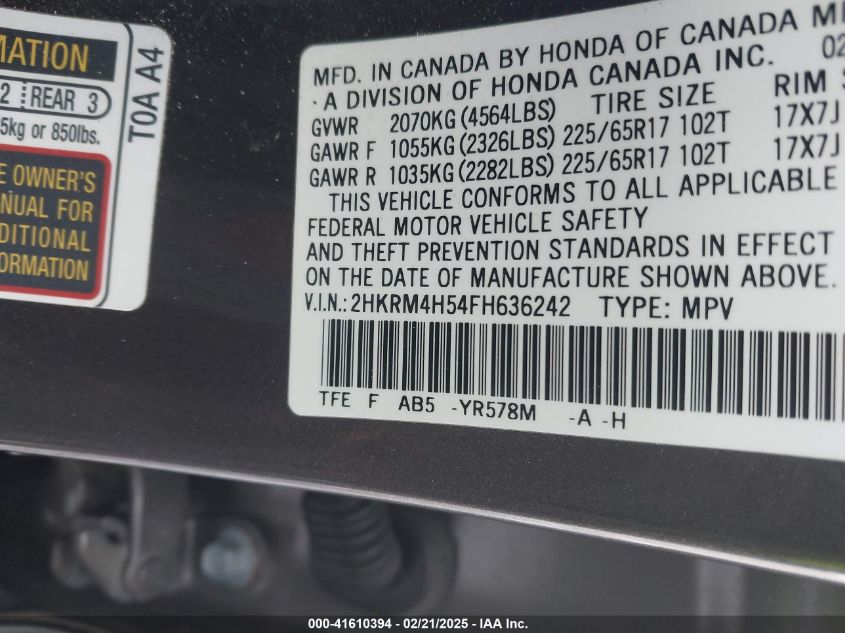 MATION
2 REAR 3
5kg or 850lbs.
E OWNER'S
NUAL FOR
DITIONAL
FORMATION
T0A A4
MFD. IN CANADA BY HONDA OF CANADA
· A DIVISION OF HONDA CANADA INC. 02
TIRE SIZE RIM
GVWR 2070KG (4564LBS)
GAWR F 1055KG (2326LBS) 225/65R17 102T 17X7J
GAWR R 1035KG (2282LBS) 225/65R17 102T 17X7J
THIS VEHICLE CONFORMS TO ALL APPLICABLE
FEDERAL MOTOR VEHICLE SAFETY
AND THEFT PREVENTION STANDARDS IN EFFECT
ON THE DATE OF MANUFACTURE SHOWN ABOVE.
V.I.N.: 2HKRM4H54FH636242 TYPE: MPV
TFE F AB5 -YR578M -A -H
000-41610394 / 02/21/2025 - IAA Inc.